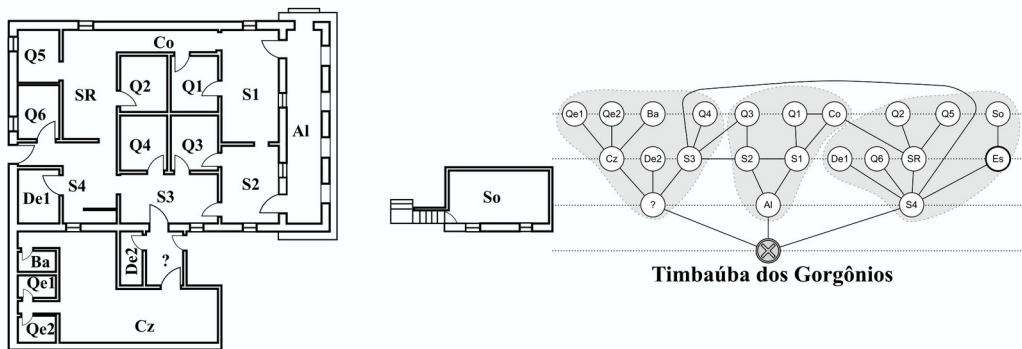 Co
Q5
Q2
Q1
SR
S1
Q6
Al
Q4
Q3
S4
De1
S3
S2
So
De2
?
Ba
Qe1
Qe2
Cz
Qe1 Qe2 Ba Q4 Q3 Q1 Co Q2 Q5 So
Cz De2 S3 S2 S1 De1 Q6 SR Es
? Al S4
Timbaúba dos Gorgônios